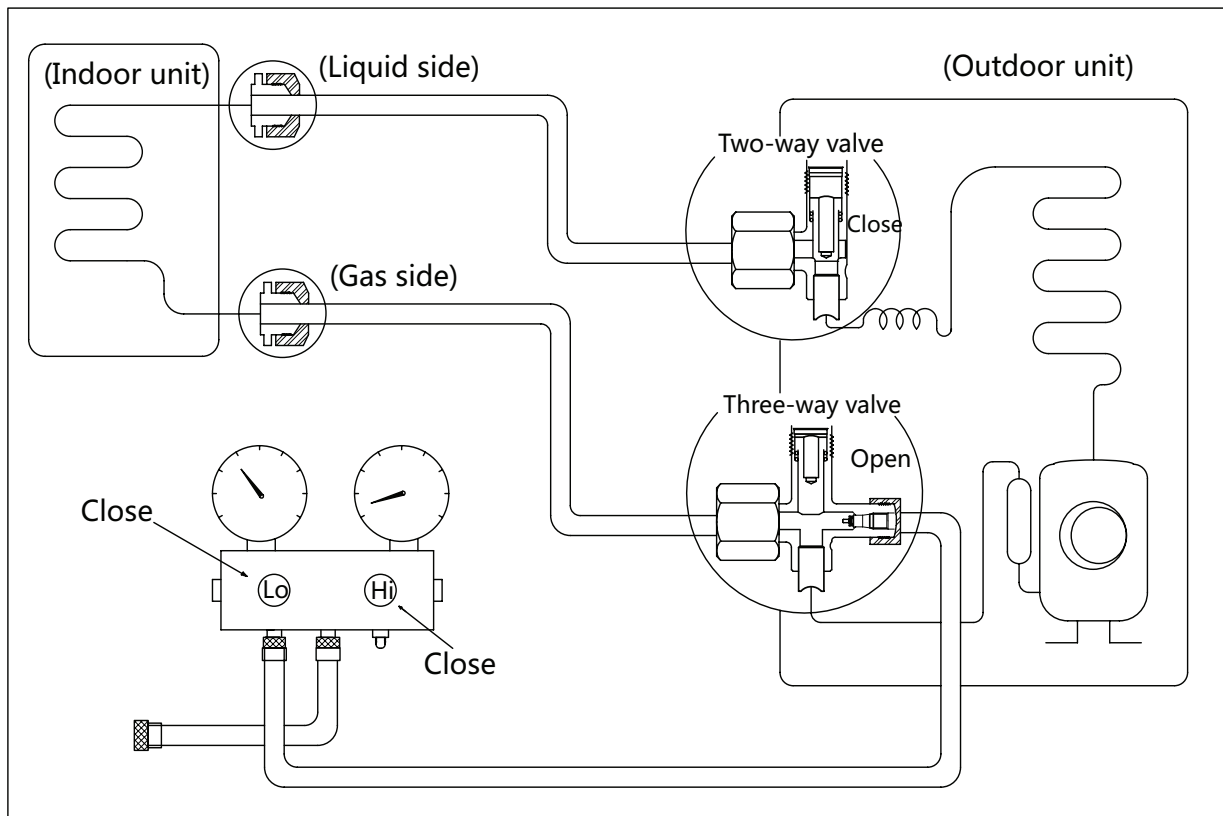 (Indoor unit)
(Liquid side)
(Outdoor unit)
Two-way valve
Close
(Gas side)
Three-way valve
Open
Close
Lo
Hi
Close